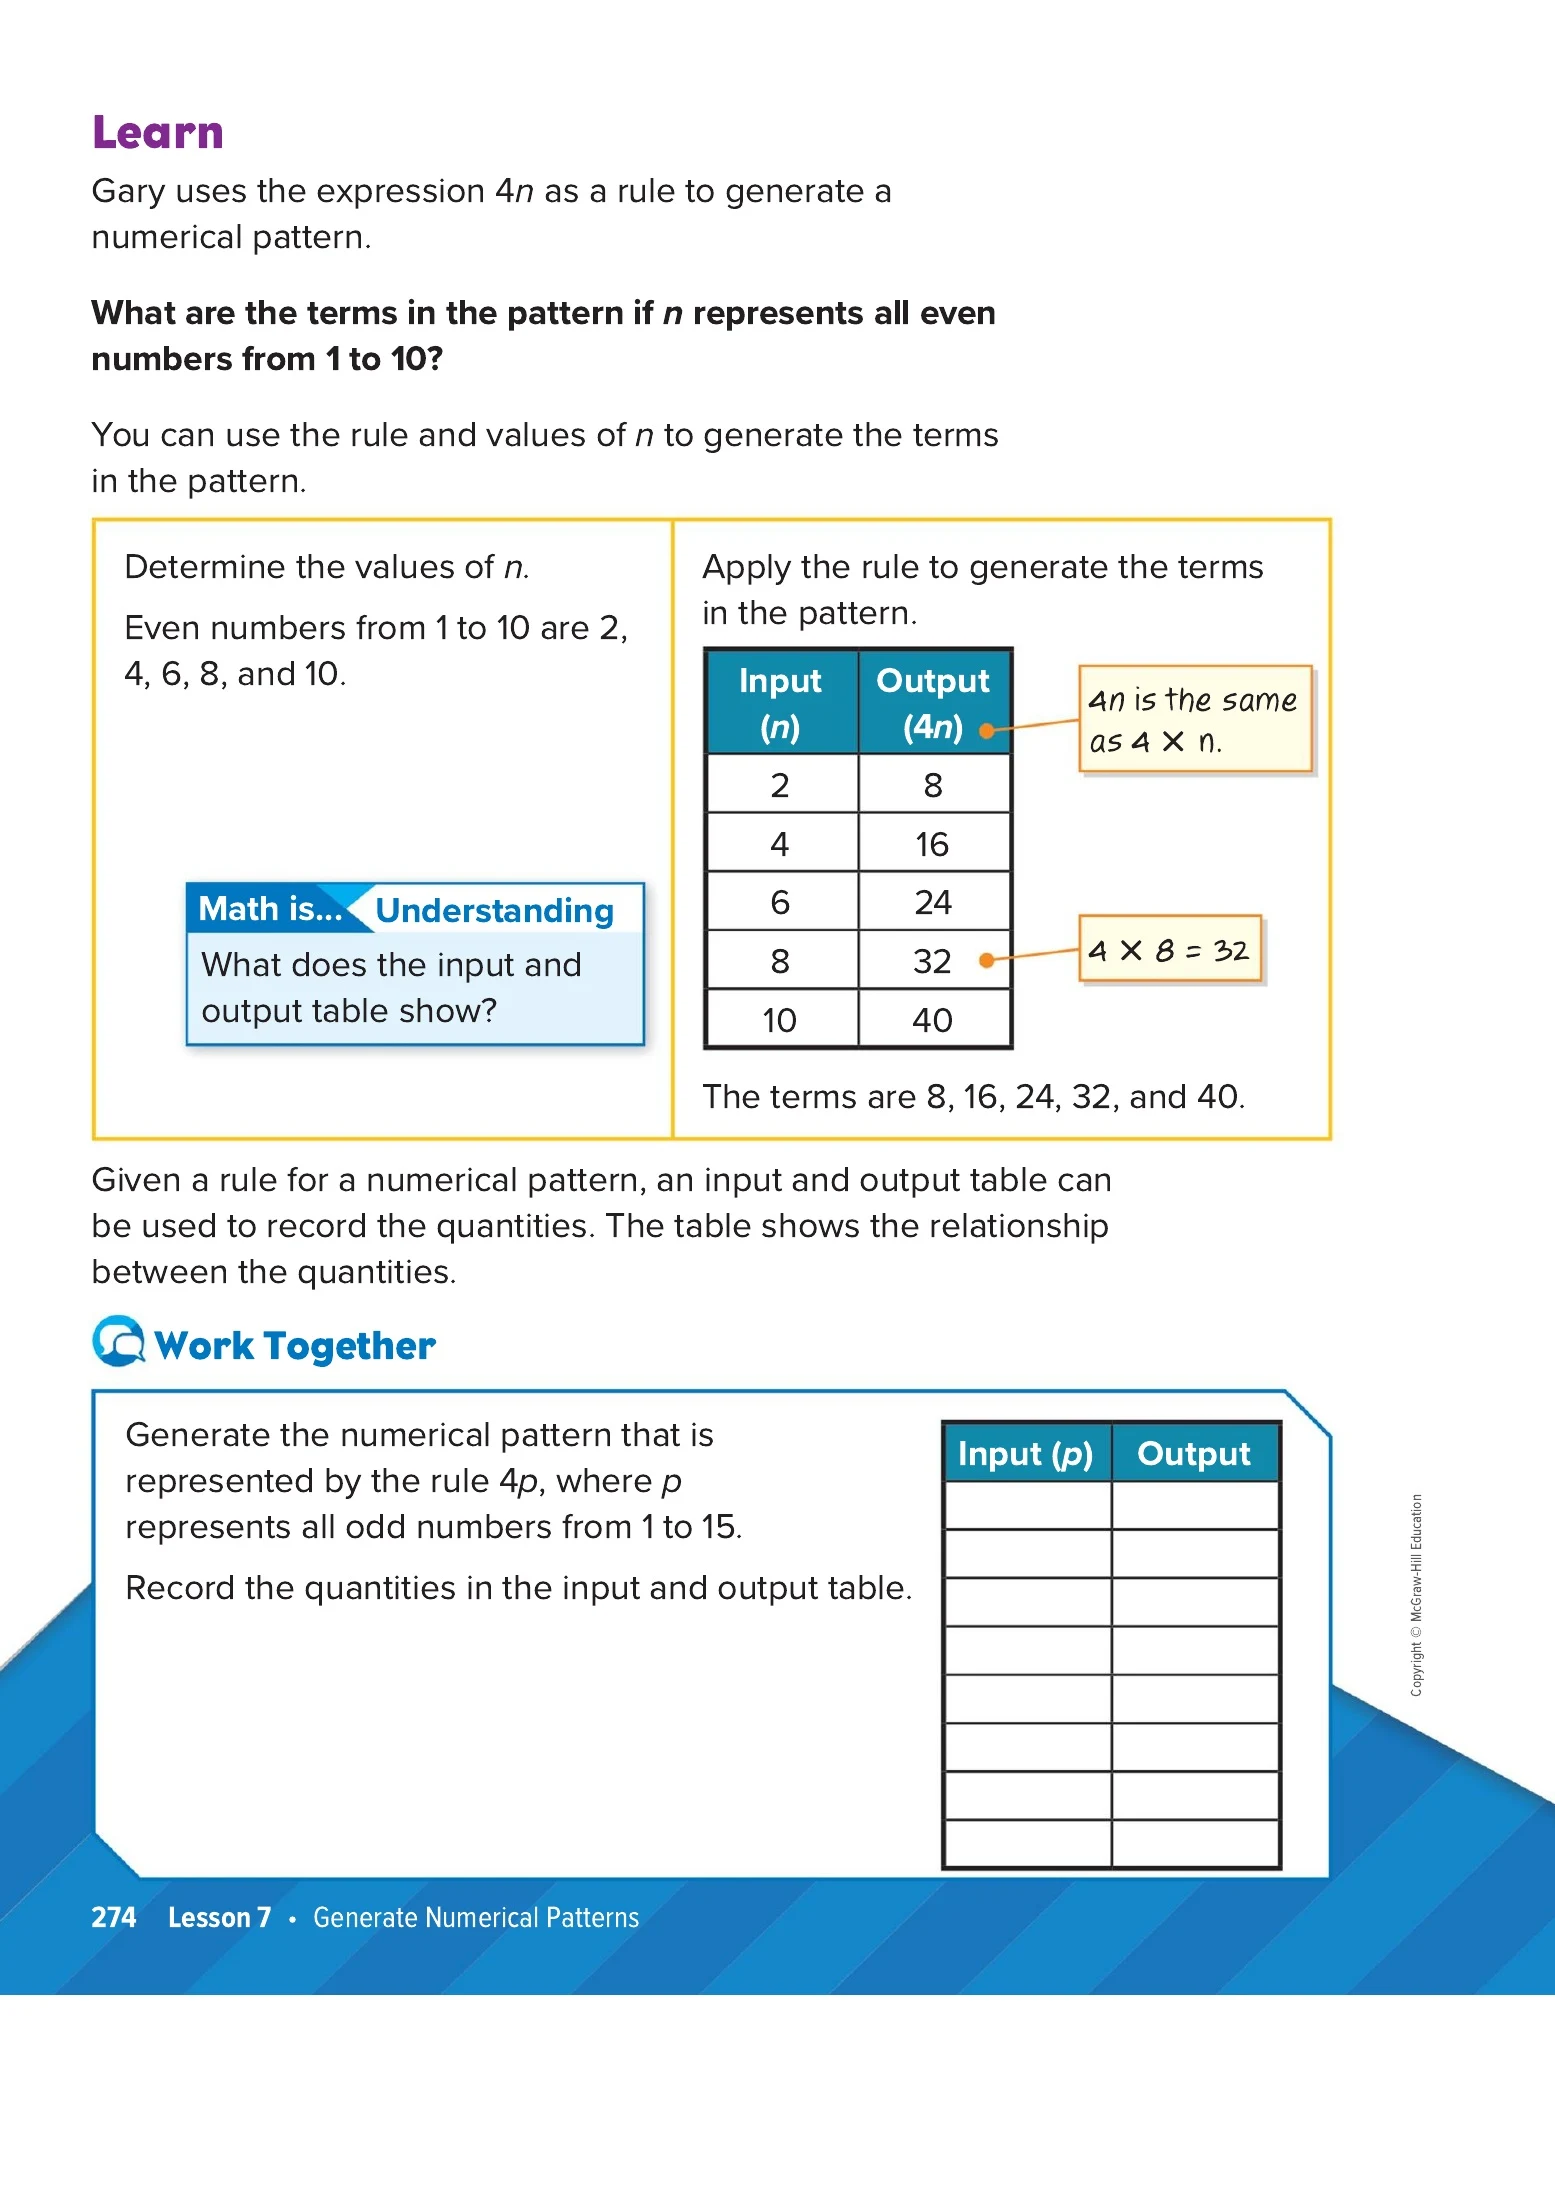 Learn
Gary uses the expression 4n as a rule to generate a
numerical pattern.
What are the terms in the pattern if n represents all even
numbers from 1 to 10?
You can use the rule and values of n to generate the terms
in the pattern.
Determine the values of n.
Even numbers from 1 to 10 are 2,
4, 6, 8, and 10.
Math is... Understanding
What does the input and
output table show?
Apply the rule to generate the terms
in the pattern.
Input Output
(n) (4n)
2 8
4 16
6 24
8 32
10 40
4n is the same
as 4 × n.
4 × 8 = 32
The terms are 8, 16, 24, 32, and 40.
Given a rule for a numerical pattern, an input and output table can
be used to record the quantities. The table shows the relationship
between the quantities.
Work Together
Generate the numerical pattern that is
represented by the rule 4p, where p
represents all odd numbers from 1 to 15.
Record the quantities in the input and output table.
Input (p) Output
Copyright © McGraw-Hill Education
274 Lesson 7 • Generate Numerical Patterns